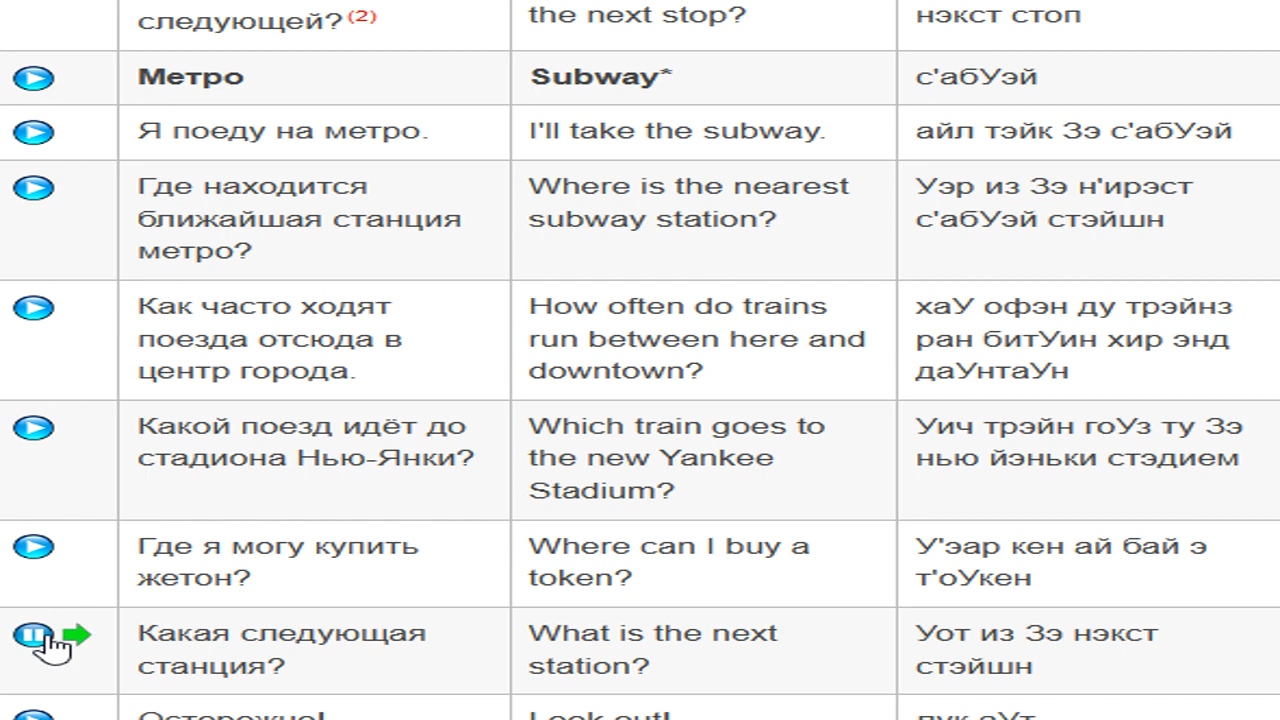 следующей? (2)
the next stop?
нэкст стоп
Метро
Subway*
с'абУэй
Я поеду на метро.
I'll take the subway.
айл тэйк Зэ с'абУэй
Где находится
ближайшая станция
метро?
Where is the nearest
subway station?
Уэр из Зэ н'ирэст
с'абУэй стэйшн
Как часто ходят
поезда отсюда в
центр города.
How often do trains
run between here and
downtown?
хаУ офэн ду трэйнз
ран битУин хир энд
даУнтаУн
Какой поезд идёт до
стадиона Нью-Янки?
Which train goes to
the new Yankee
Stadium?
Уич трэйн гоУз ту Зэ
нью йэньки стэдием
Где я могу купить
жетон?
Where can I buy a
token?
У'эар кен ай бай э
т'оУкен
Какая следующая
станция?
What is the next
station?
Уот из Зэ нэкст
стэйшн
Осторожно!
Look out!
лук аУт